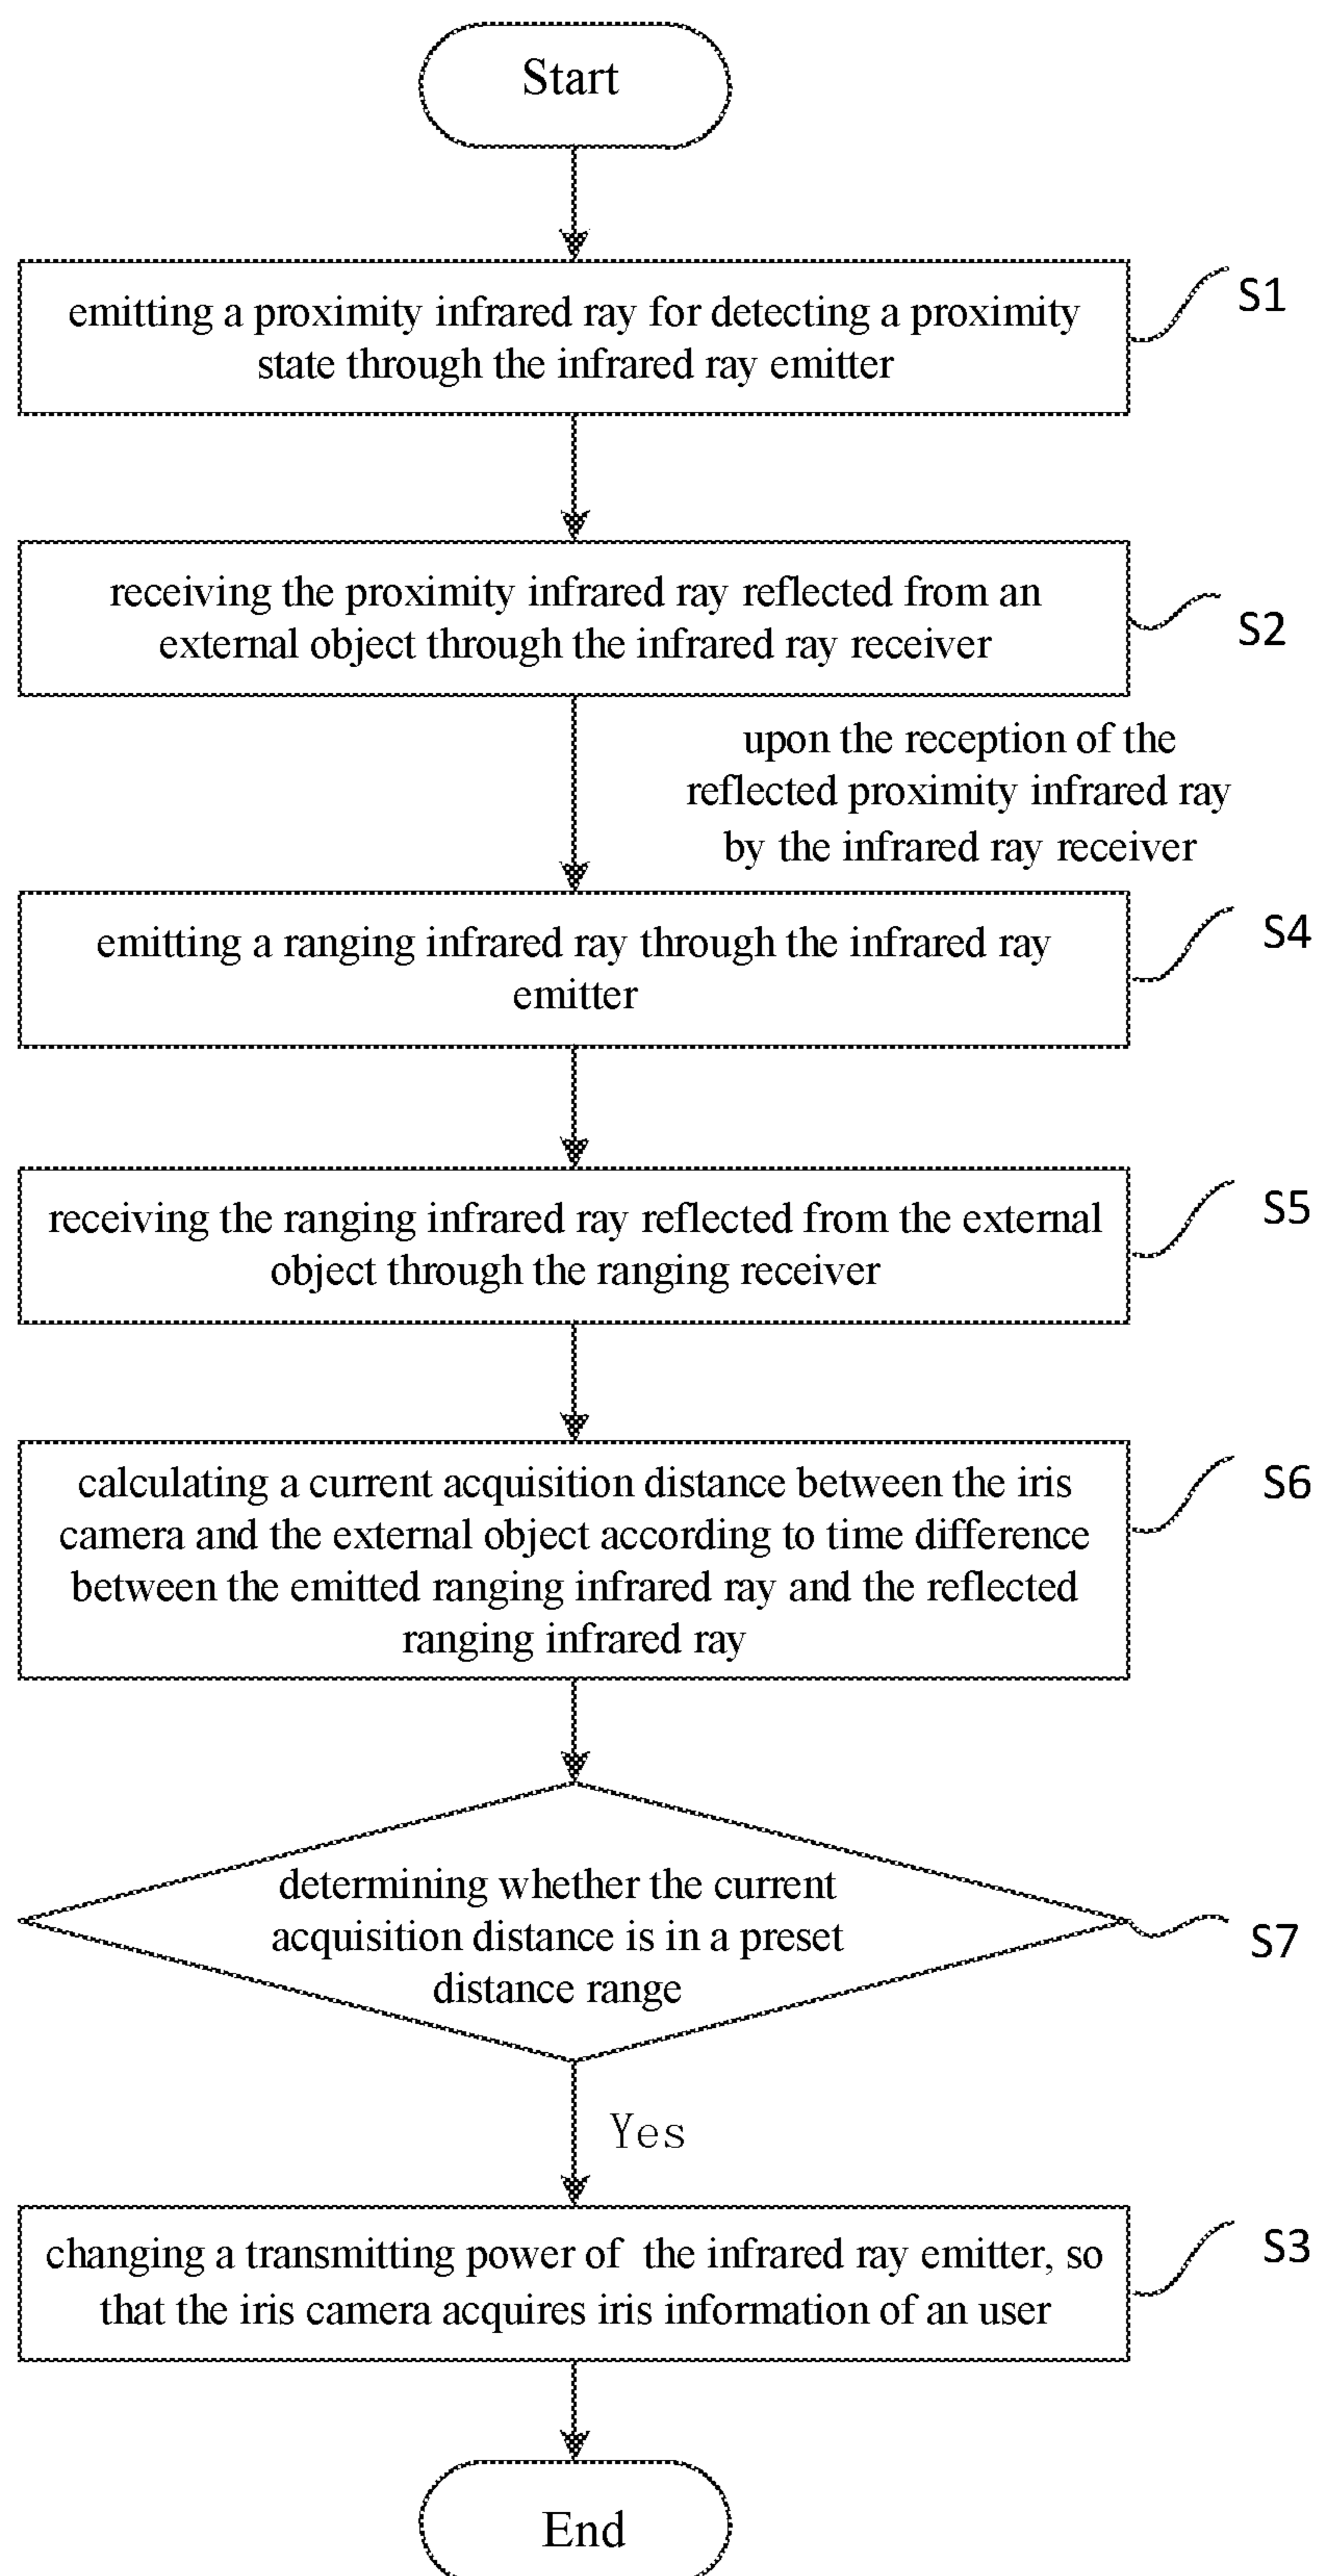 Start
emitting a proximity infrared ray for detecting a proximity
state through the infrared ray emitter
S1
receiving the proximity infrared ray reflected from an
external object through the infrared ray receiver
S2
upon the reception of the
reflected proximity infrared ray
by the infrared ray receiver
emitting a ranging infrared ray through the infrared ray
emitter
S4
receiving the ranging infrared ray reflected from the external
object through the ranging receiver
S5
calculating a current acquisition distance between the iris
camera and the external object according to time difference
between the emitted ranging infrared ray and the reflected
ranging infrared ray
S6
determining whether the current
acquisition distance is in a preset
distance range
S7
Yes
changing a transmitting power of the infrared ray emitter, so
that the iris camera acquires iris information of an user
S3
End